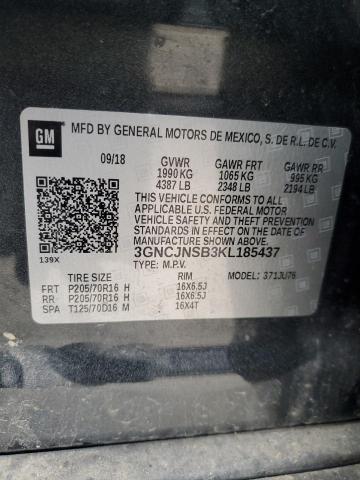 GM
MFD BY GENERAL MOTORS DE MEXICO, S. DE R.L. DE C.V.
09/18 GVWR GAWR FRT GAWR RR
1990 KG 1065 KG 995 KG
4387 LB 2348 LB 2194 LB
THIS VEHICLE CONFORMS TO ALL
APPLICABLE U.S. FEDERAL MOTOR
VEHICLE SAFETY AND THEFT PREVENTION
STANDARDS IN EFFECT ON THE DATE
OF MANUFACTURE SHOWN ABOVE.
3GNCJNSB3KL185437
TYPE: M.P.V. MODEL: 371JU76
139X
TIRE SIZE RIM
FRT P205/70R16 H 16X6.5J
RR P205/70R16 H 16X6.5J
SPA T125/70D16 M 16X4T